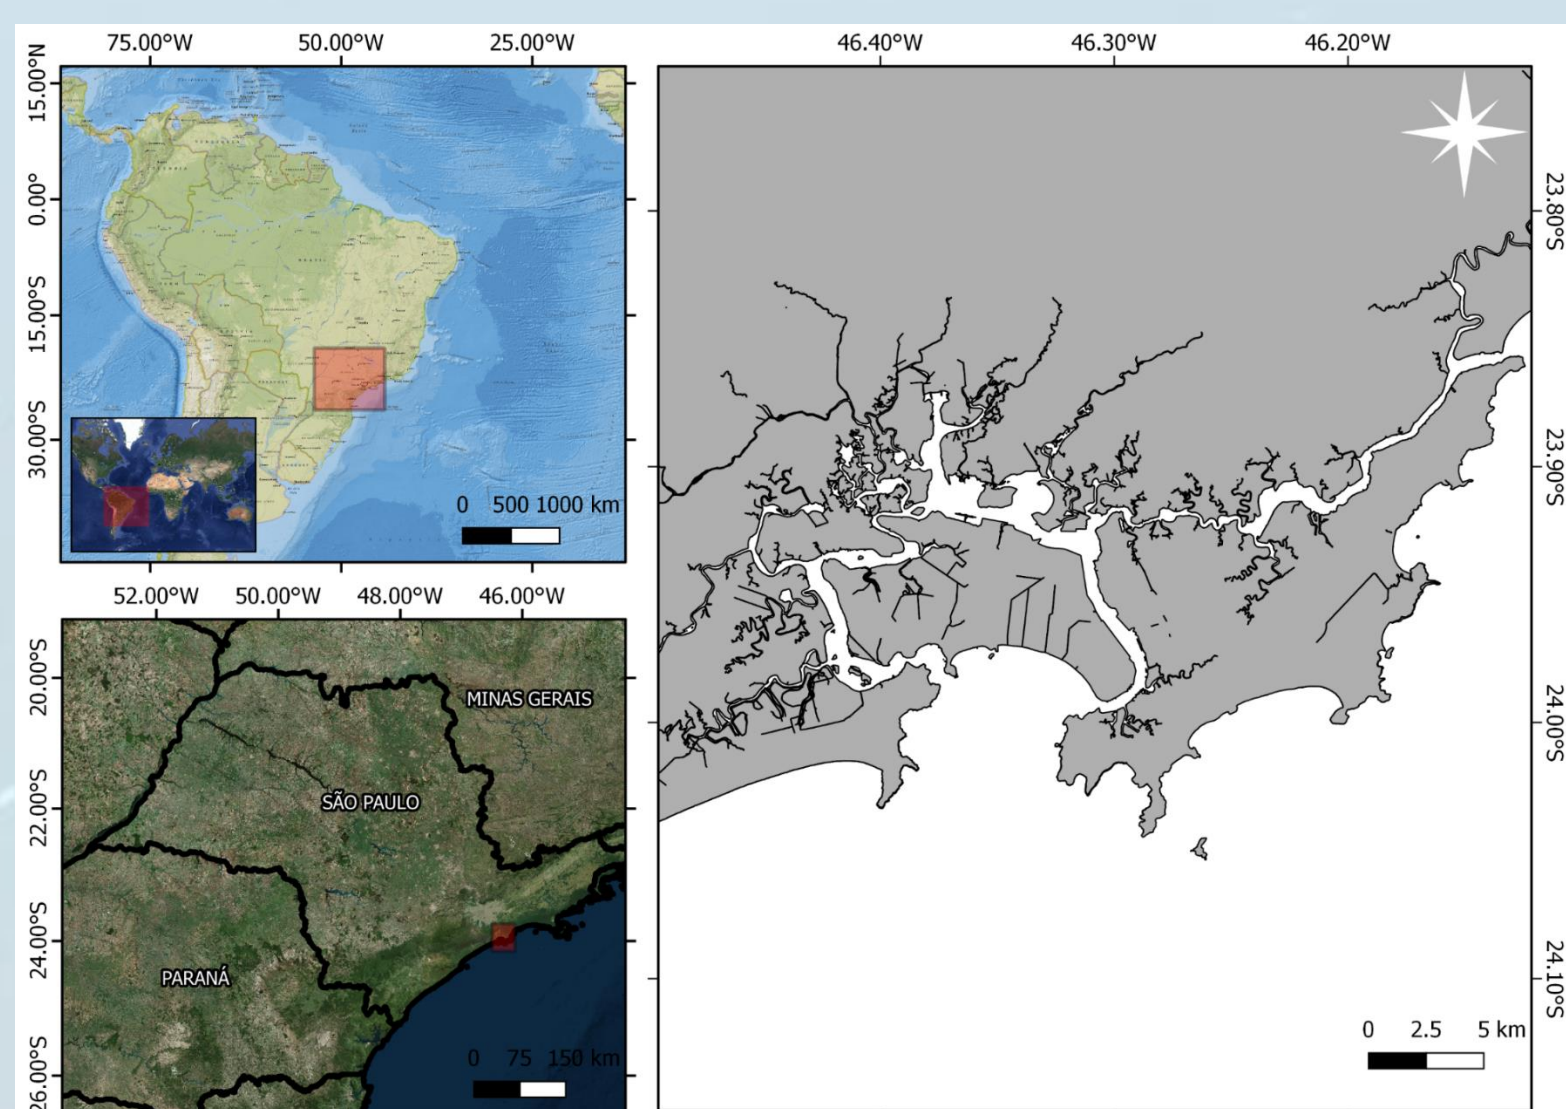 75.00°W 50.00°W 25.00°W
15.00°N
0.00°
15.00°S
30.00°S
BRASIL
0 500 1000 km
52.00°W 50.00°W 48.00°W 46.00°W
20.00°S
22.00°S
24.00°S
26.00°S
MINAS GERAIS
SÃO PAULO
PARANÁ
0 75 150 km
46.40°W 46.30°W 46.20°W
23.80°S
23.90°S
24.00°S
24.10°S
0 2.5 5 km